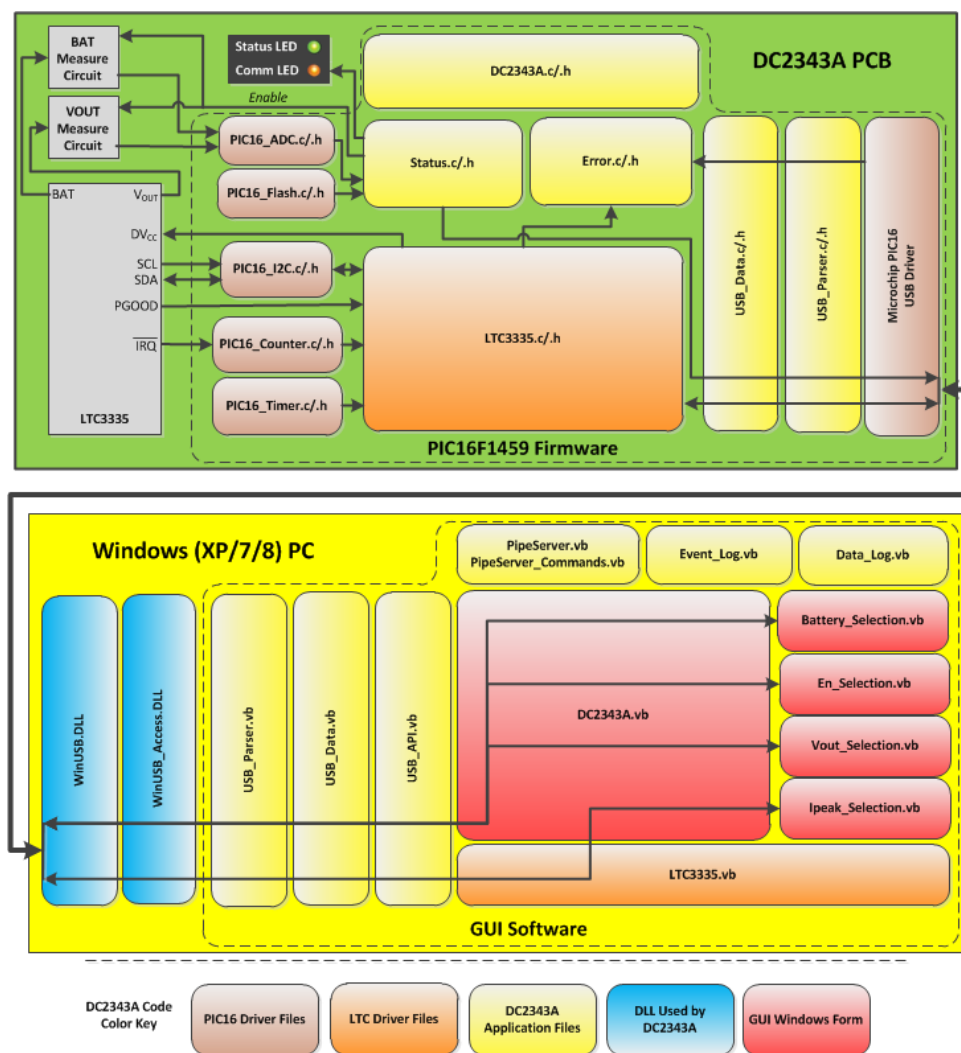 BAT
Measure
Circuit
Status LED
Comm LED
Enable
DC2343A.c/.h
DC2343A PCB
VOUT
Measure
Circuit
PIC16_ADC.c/.h
Status.c/.h
Error.c/.h
PIC16_Flash.c/.h
BAT
VOUT
DVCC
SCL
SDA
PGOOD
IRQ
LTC3335
PIC16_I2C.c/.h
PIC16_Counter.c/.h
PIC16_Timer.c/.h
LTC3335.c/.h
USB_Data.c/.h
USB_Parser.c/.h
Microchip PIC16
USB Driver
PIC16F1459 Firmware
Windows (XP/7/8) PC
PipeServer.vb
PipeServer_Commands.vb
Event_Log.vb
Data_Log.vb
WinUSB.DLL
WinUSB_Access.DLL
USB_Parser.vb
USB_Data.vb
USB_API.vb
DC2343A.vb
Battery_Selection.vb
En_Selection.vb
Vout_Selection.vb
Ipeak_Selection.vb
LTC3335.vb
GUI Software
DC2343A Code
Color Key
PIC16 Driver Files
LTC Driver Files
DC2343A
Application Files
DLL Used by
DC2343A
GUI Windows Form